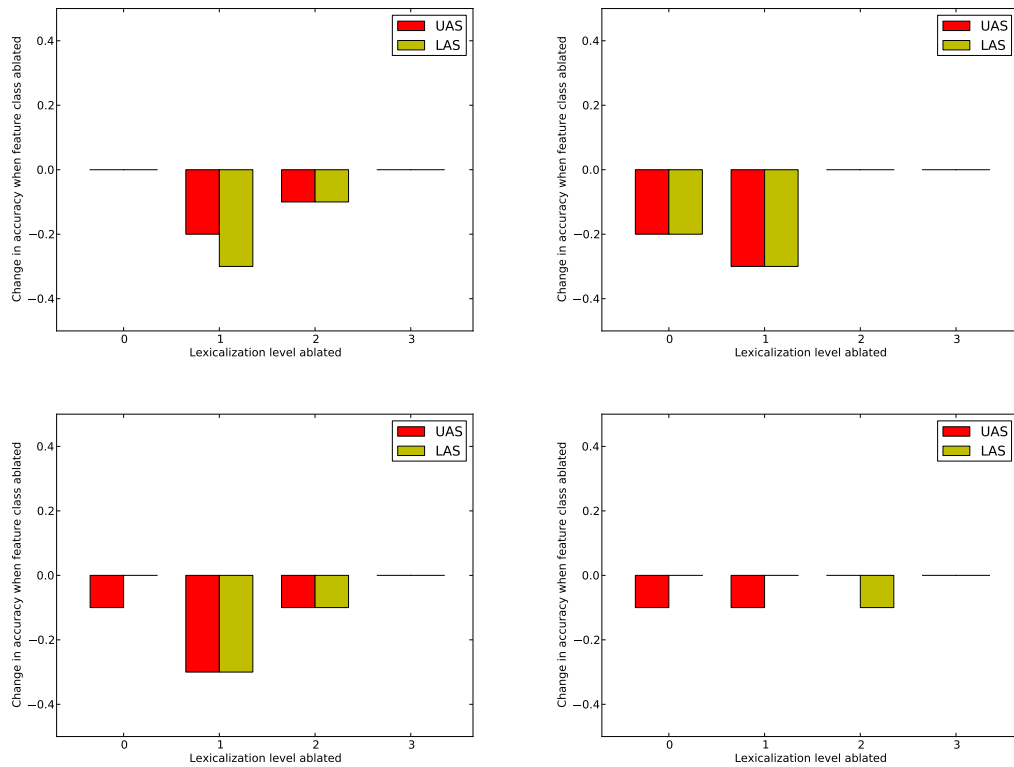 Change in accuracy when feature class ablated
0.4
0.2
0.0
−0.2
−0.4
UAS
LAS
0 1 2 3
Lexicalization level ablated
Change in accuracy when feature class ablated
0.4
0.2
0.0
−0.2
−0.4
UAS
LAS
0 1 2 3
Lexicalization level ablated
Change in accuracy when feature class ablated
0.4
0.2
0.0
−0.2
−0.4
UAS
LAS
0 1 2 3
Lexicalization level ablated
Change in accuracy when feature class ablated
0.4
0.2
0.0
−0.2
−0.4
UAS
LAS
0 1 2 3
Lexicalization level ablated